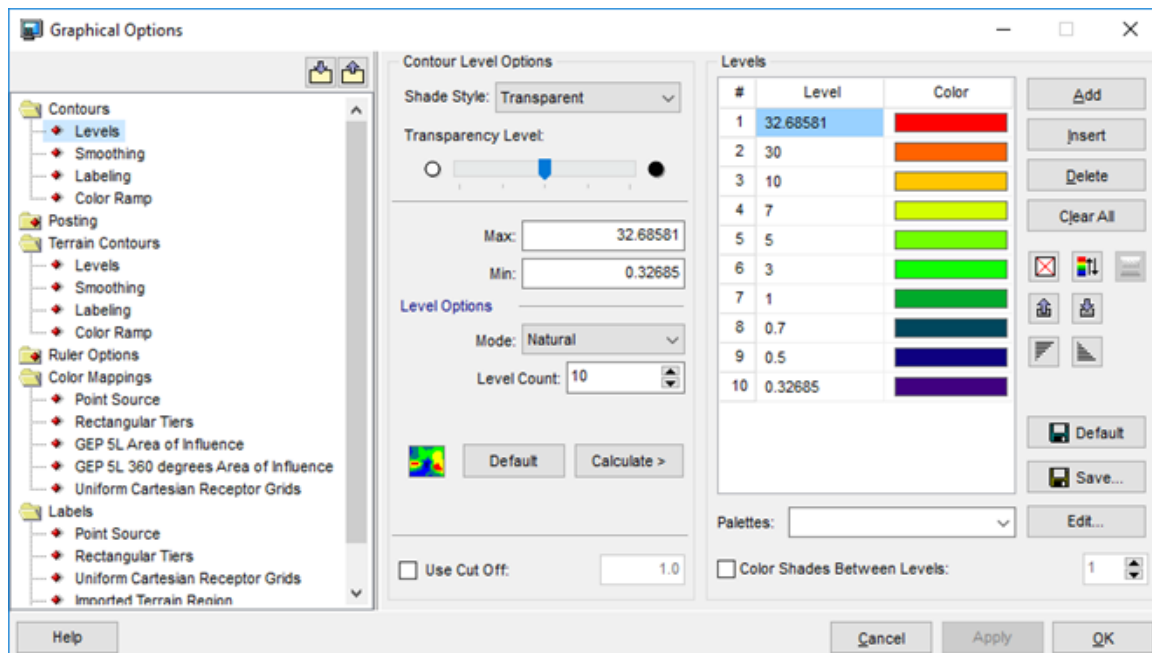 Graphical Options
Contours
Levels
Smoothing
Labeling
Color Ramp
Posting
Terrain Contours
Levels
Smoothing
Labeling
Color Ramp
Ruler Options
Color Mappings
Point Source
Rectangular Tiers
GEP 5L Area of Influence
GEP 5L 360 degrees Area of Influence
Uniform Cartesian Receptor Grids
Labels
Point Source
Rectangular Tiers
Uniform Cartesian Receptor Grids
Imported Terrain Region
Contour Level Options
Shade Style: Transparent
Transparency Level:
Max: 32.68581
Min: 0.32685
Level Options
Mode: Natural
Level Count: 10
Default Calculate >
Use Cut Off: 1.0
Levels
# Level Color
1 32.68581
2 30
3 10
4 7
5 5
6 3
7 1
8 0.7
9 0.5
10 0.32685
Palettes:
Color Shades Between Levels: 1
Add
Insert
Delete
Clear All
Default
Save...
Edit...
Help Cancel Apply OK